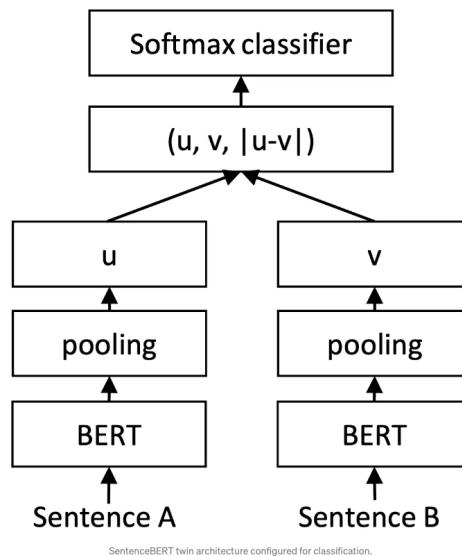 Softmax classifier
(u, v, |u-v|)
u
v
pooling
pooling
BERT
BERT
Sentence A
Sentence B
SentenceBERT twin architecture configured for classification.